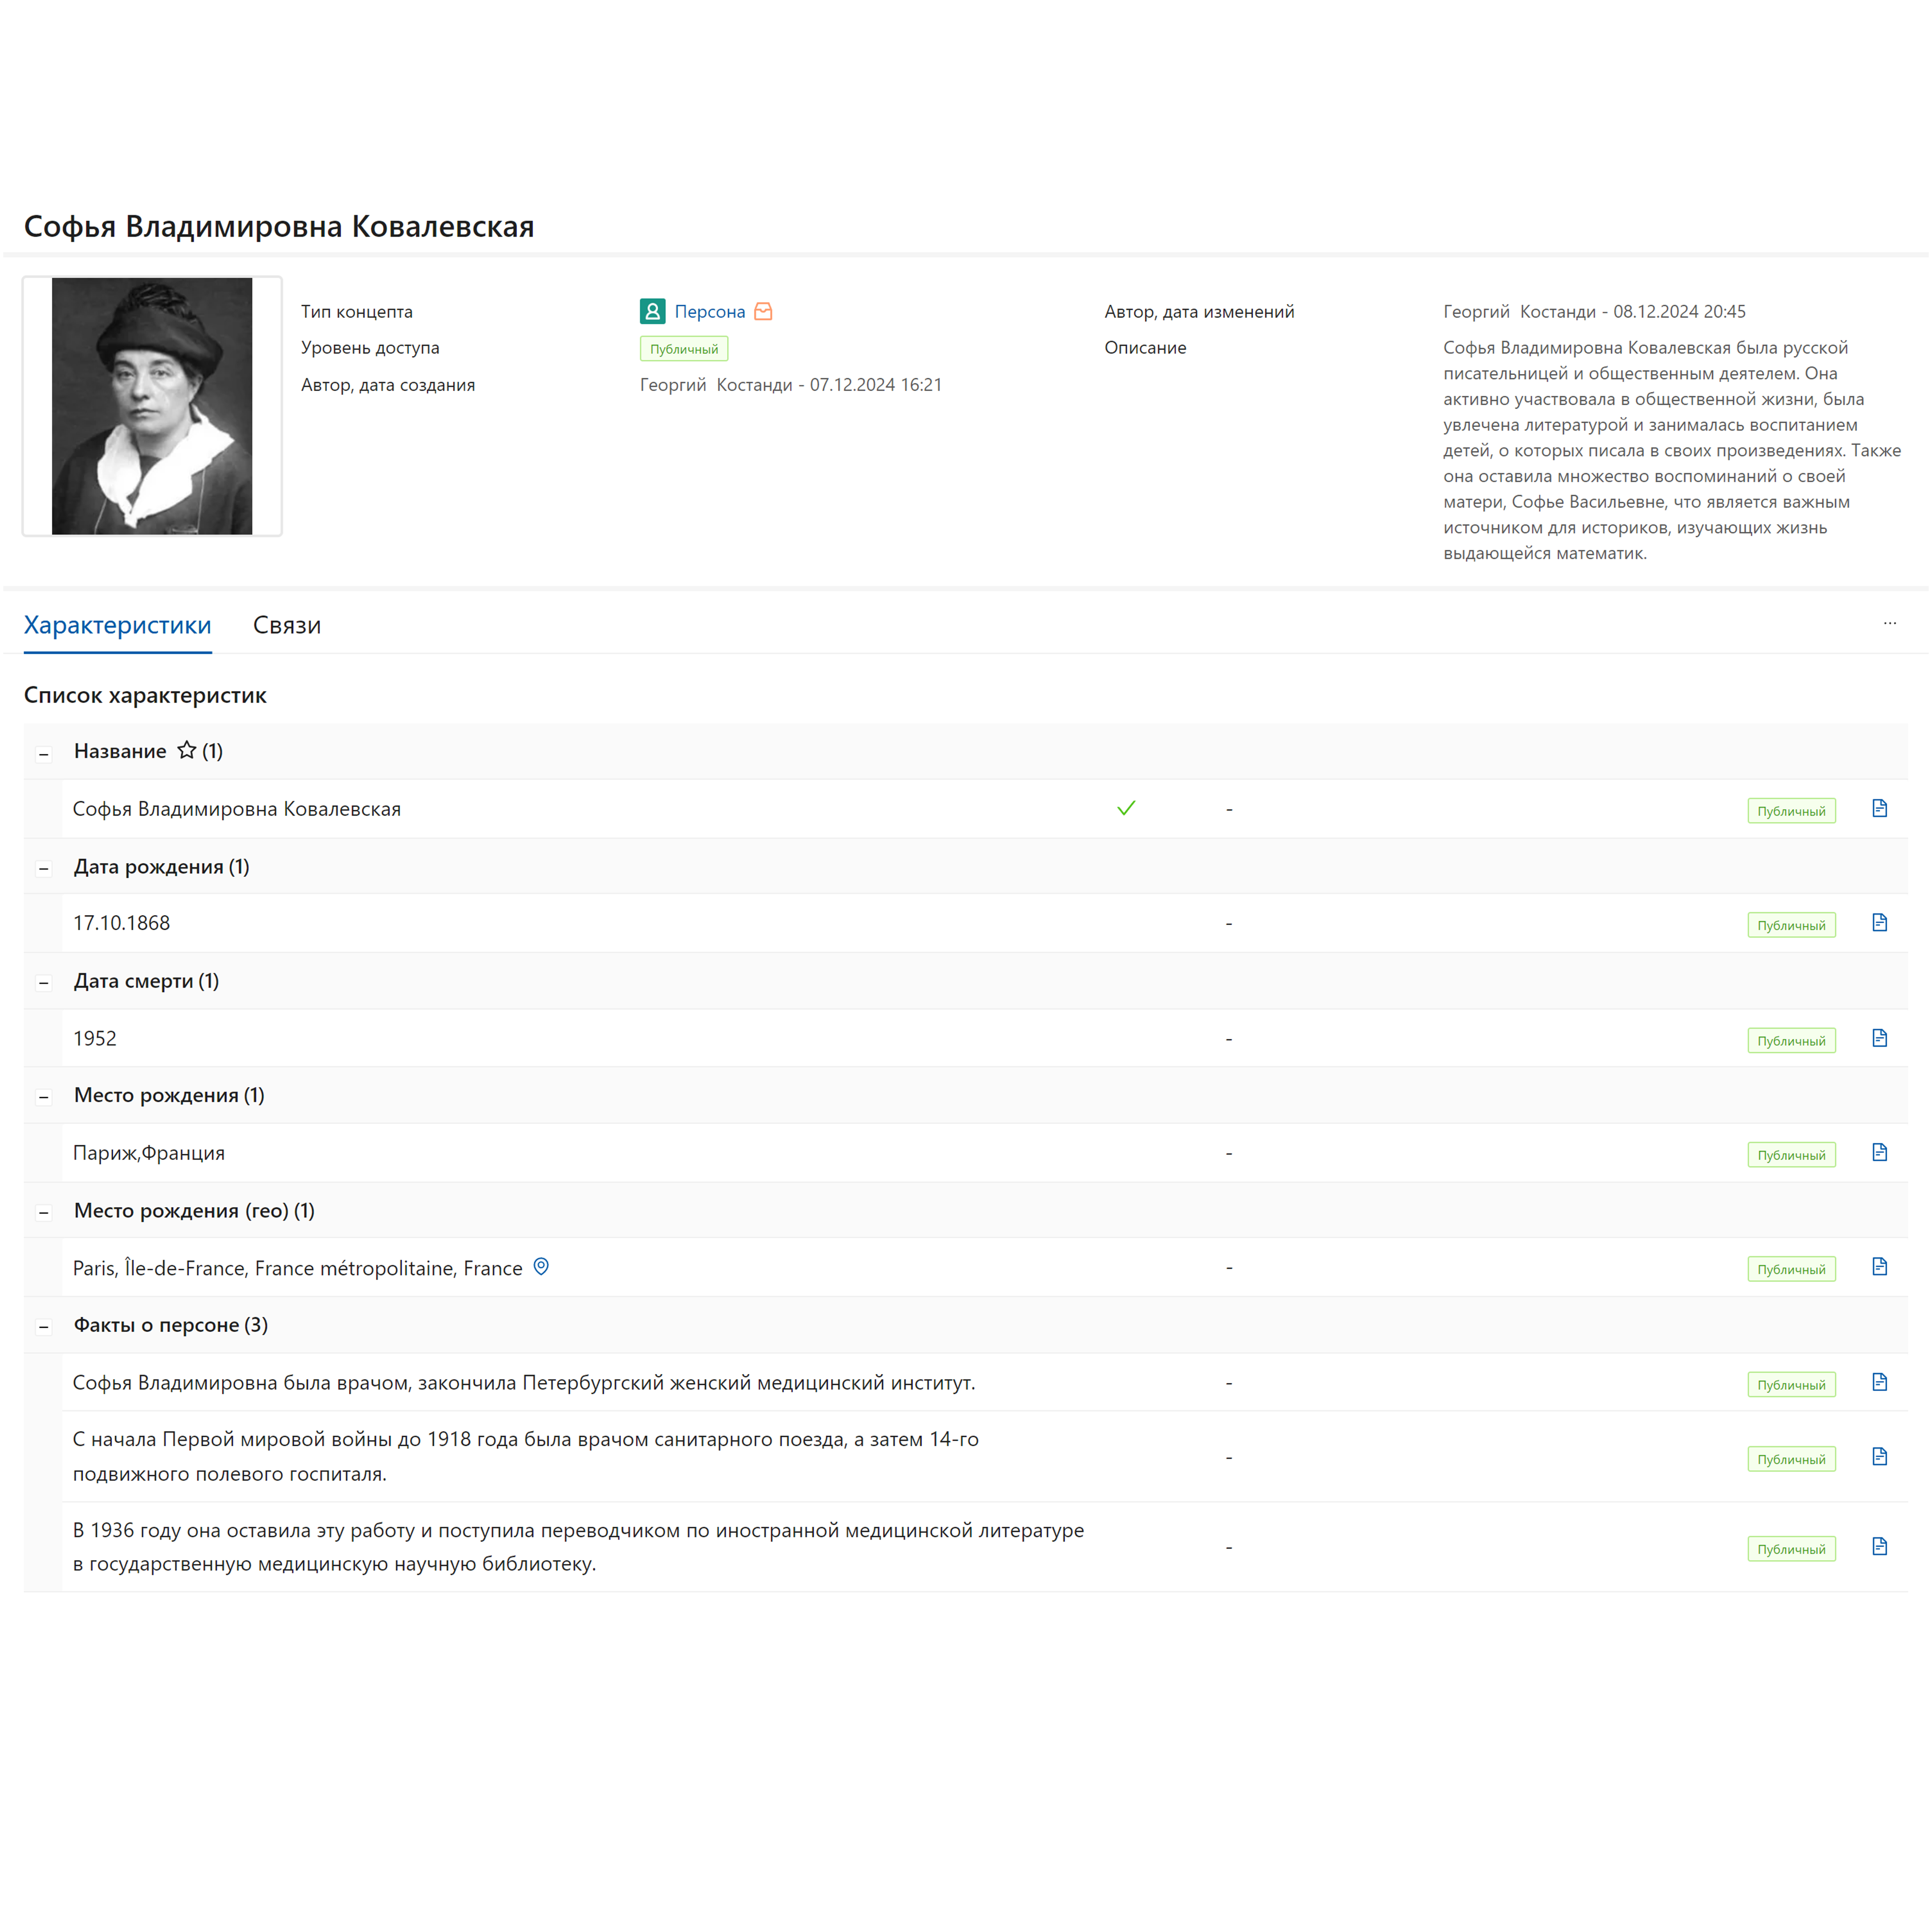 Софья Владимировна Ковалевская
Тип концепта
Персона
Уровень доступа
Публичный
Автор, дата создания
Георгий Костанди - 07.12.2024 16:21
Автор, дата изменений
Георгий Костанди - 08.12.2024 20:45
Описание
Софья Владимировна Ковалевская была русской
писательницей и общественным деятелем. Она
активно участвовала в общественной жизни, была
увлечена литературой и занималась воспитанием
детей, о которых писала в своих произведениях. Также
она оставила множество воспоминаний о своей
матери, Софье Васильевне, что является важным
источником для историков, изучающих жизнь
выдающейся математик.
Характеристики
Связи
...
Список характеристик
Название (1)
Софья Владимировна Ковалевская - Публичный
Дата рождения (1)
17.10.1868 - Публичный
Дата смерти (1)
1952 - Публичный
Место рождения (1)
Париж,Франция - Публичный
Место рождения (гео) (1)
Paris, Île-de-France, France métropolitaine, France - Публичный
Факты о персоне (3)
Софья Владимировна была врачом, закончила Петербургский женский медицинский институт. - Публичный
С начала Первой мировой войны до 1918 года была врачом санитарного поезда, а затем 14-го
подвижного полевого госпиталя.
- Публичный
В 1936 году она оставила эту работу и поступила переводчиком по иностранной медицинской литературе
в государственную медицинскую научную библиотеку.
- Публичный